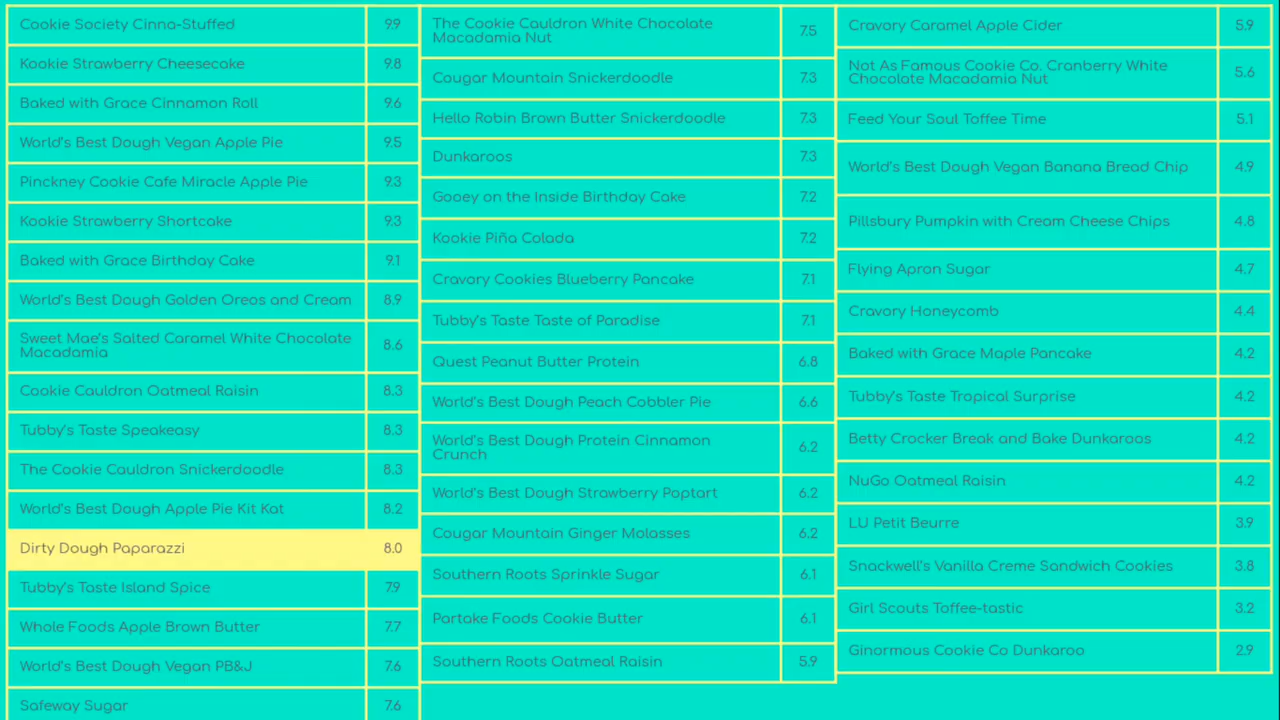 Cookie Society Cinna-Stuffed 9.9
Kookie Strawberry Cheesecake 9.8
Baked with Grace Cinnamon Roll 9.6
World's Best Dough Vegan Apple Pie 9.5
Pinckney Cookie Cafe Miracle Apple Pie 9.3
Kookie Strawberry Shortcake 9.3
Baked with Grace Birthday Cake 9.1
World's Best Dough Golden Oreos and Cream 8.9
Sweet Mae's Salted Caramel White Chocolate
Macadamia 8.6
Cookie Cauldron Oatmeal Raisin 8.3
Tubby's Taste Speakeasy 8.3
The Cookie Cauldron Snickerdoodle 8.3
World's Best Dough Apple Pie Kit Kat 8.2
Dirty Dough Paparazzi 8.0
Tubby's Taste Island Spice 7.9
Whole Foods Apple Brown Butter 7.7
World's Best Dough Vegan PB&J 7.6
Safeway Sugar 7.6
The Cookie Cauldron White Chocolate
Macadamia Nut 7.5
Cougar Mountain Snickerdoodle 7.3
Hello Robin Brown Butter Snickerdoodle 7.3
Dunkaroos 7.3
Gooey on the Inside Birthday Cake 7.2
Kookie Piña Colada 7.2
Cravory Cookies Blueberry Pancake 7.1
Tubby's Taste Taste of Paradise 7.1
Quest Peanut Butter Protein 6.8
World's Best Dough Peach Cobbler Pie 6.6
World's Best Dough Protein Cinnamon
Crunch 6.2
World's Best Dough Strawberry Poptart 6.2
Cougar Mountain Ginger Molasses 6.2
Southern Roots Sprinkle Sugar 6.1
Partake Foods Cookie Butter 6.1
Southern Roots Oatmeal Raisin 5.9
Cravory Caramel Apple Cider 5.9
Not As Famous Cookie Co. Cranberry White
Chocolate Macadamia Nut 5.6
Feed Your Soul Toffee Time 5.1
World's Best Dough Vegan Banana Bread Chip 4.9
Pillsbury Pumpkin with Cream Cheese Chips 4.8
Flying Apron Sugar 4.7
Cravory Honeycomb 4.4
Baked with Grace Maple Pancake 4.2
Tubby's Taste Tropical Surprise 4.2
Betty Crocker Break and Bake Dunkaroos 4.2
NuGo Oatmeal Raisin 4.2
LU Petit Beurre 3.9
Snackwell's Vanilla Creme Sandwich Cookies 3.8
Girl Scouts Toffee-tastic 3.2
Ginormous Cookie Co Dunkaroo 2.9